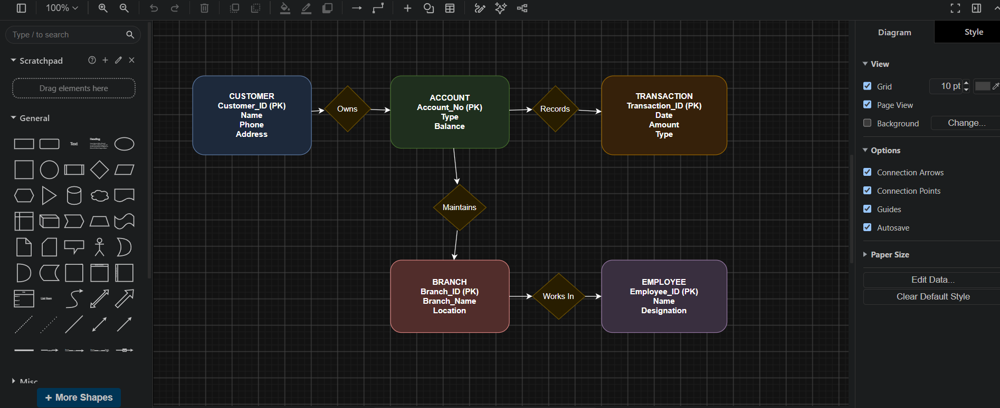 100%
Type / to search
Scratchpad
Drag elements here
General
Text
Heading
List Item
Misc
+ More Shapes
CUSTOMER
Customer_ID (PK)
Name
Phone
Address
Owns
ACCOUNT
Account_No (PK)
Type
Balance
Records
TRANSACTION
Transaction_ID (PK)
Date
Amount
Type
Maintains
BRANCH
Branch_ID (PK)
Branch_Name
Location
Works In
EMPLOYEE
Employee_ID (PK)
Name
Designation
Diagram
Style
View
Grid
10 pt
Page View
Background
Change...
Options
Connection Arrows
Connection Points
Guides
Autosave
Paper Size
Edit Data...
Clear Default Style